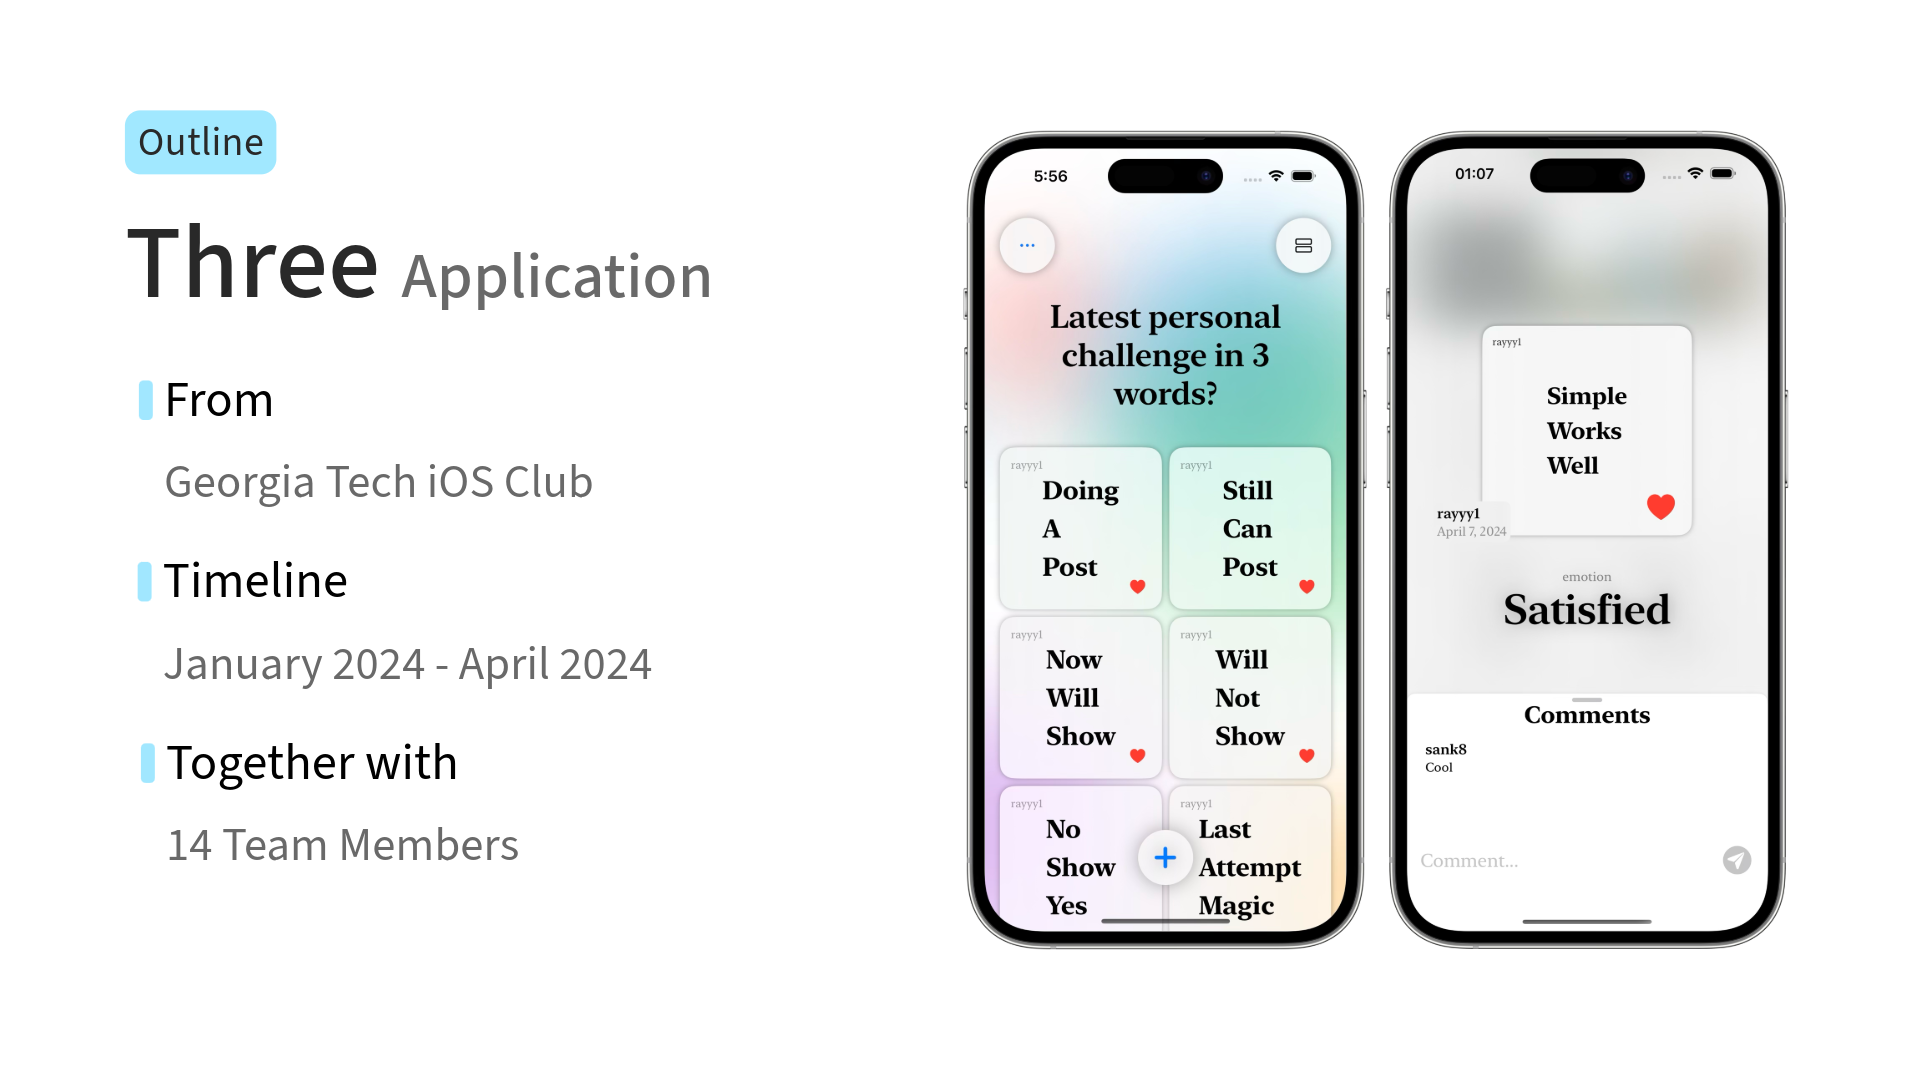 Outline
Three Application
From
Georgia Tech iOS Club
Timeline
January 2024 - April 2024
Together with
14 Team Members
5:56
Latest personal
challenge in 3
words?
rayyy1
Doing
A
Post
rayyy1
Still
Can
Post
rayyy1
Now
Will
Show
rayyy1
Will
Not
Show
rayyy1
No
Show
Yes
rayyy1
Last
Attempt
Magic
01:07
rayyy1
Simple
Works
Well
rayyy1
April 7, 2024
emotion
Satisfied
Comments
sank8
Cool
Comment...